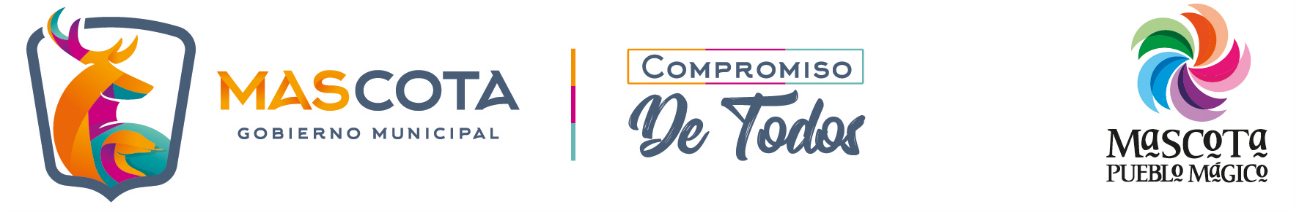 MASCOTA
GOBIERNO MUNICIPAL
COMPROMISO
De Todos
MaSCoTa
PUEBLo MáGICo